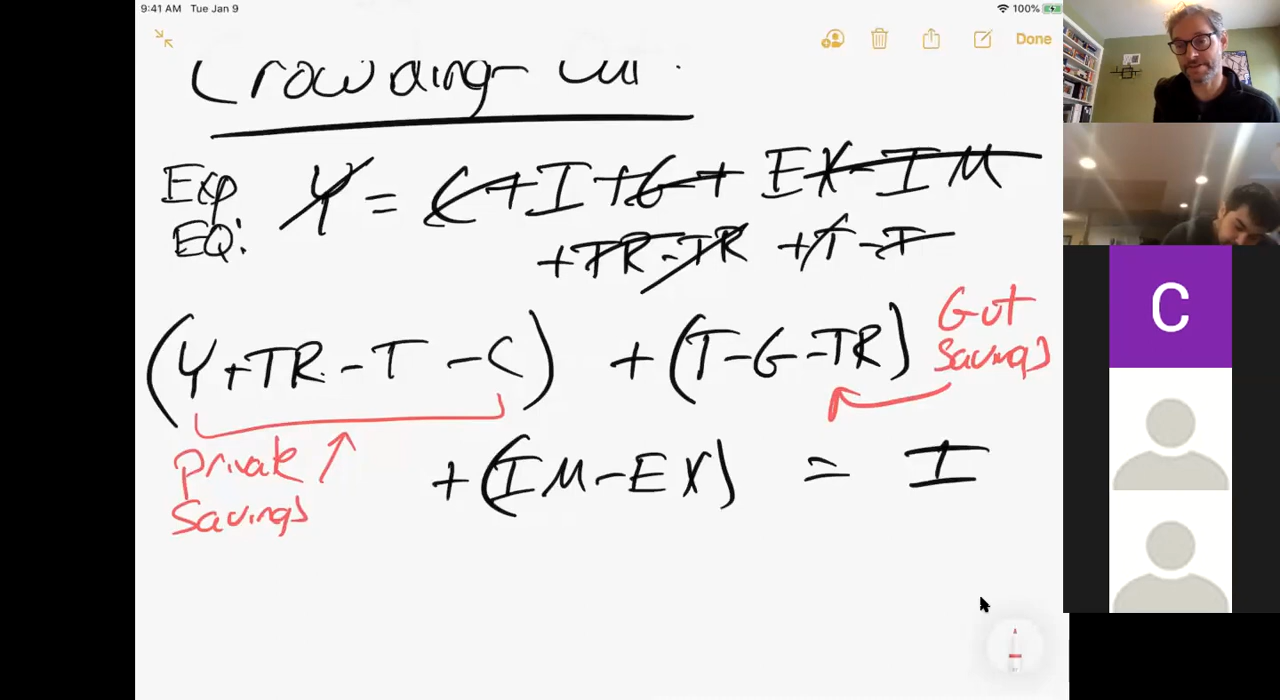 9:41 AM Tue Jan 9
100%
Done
Crowding-Out
Exp Y = C + I + G + EX - IM
EQ: + TR - TR + T - T
(Y + TR - T - C) + (T - G - TR) Gvt
Savings
Private + (IM - EX) = I
Savings
C